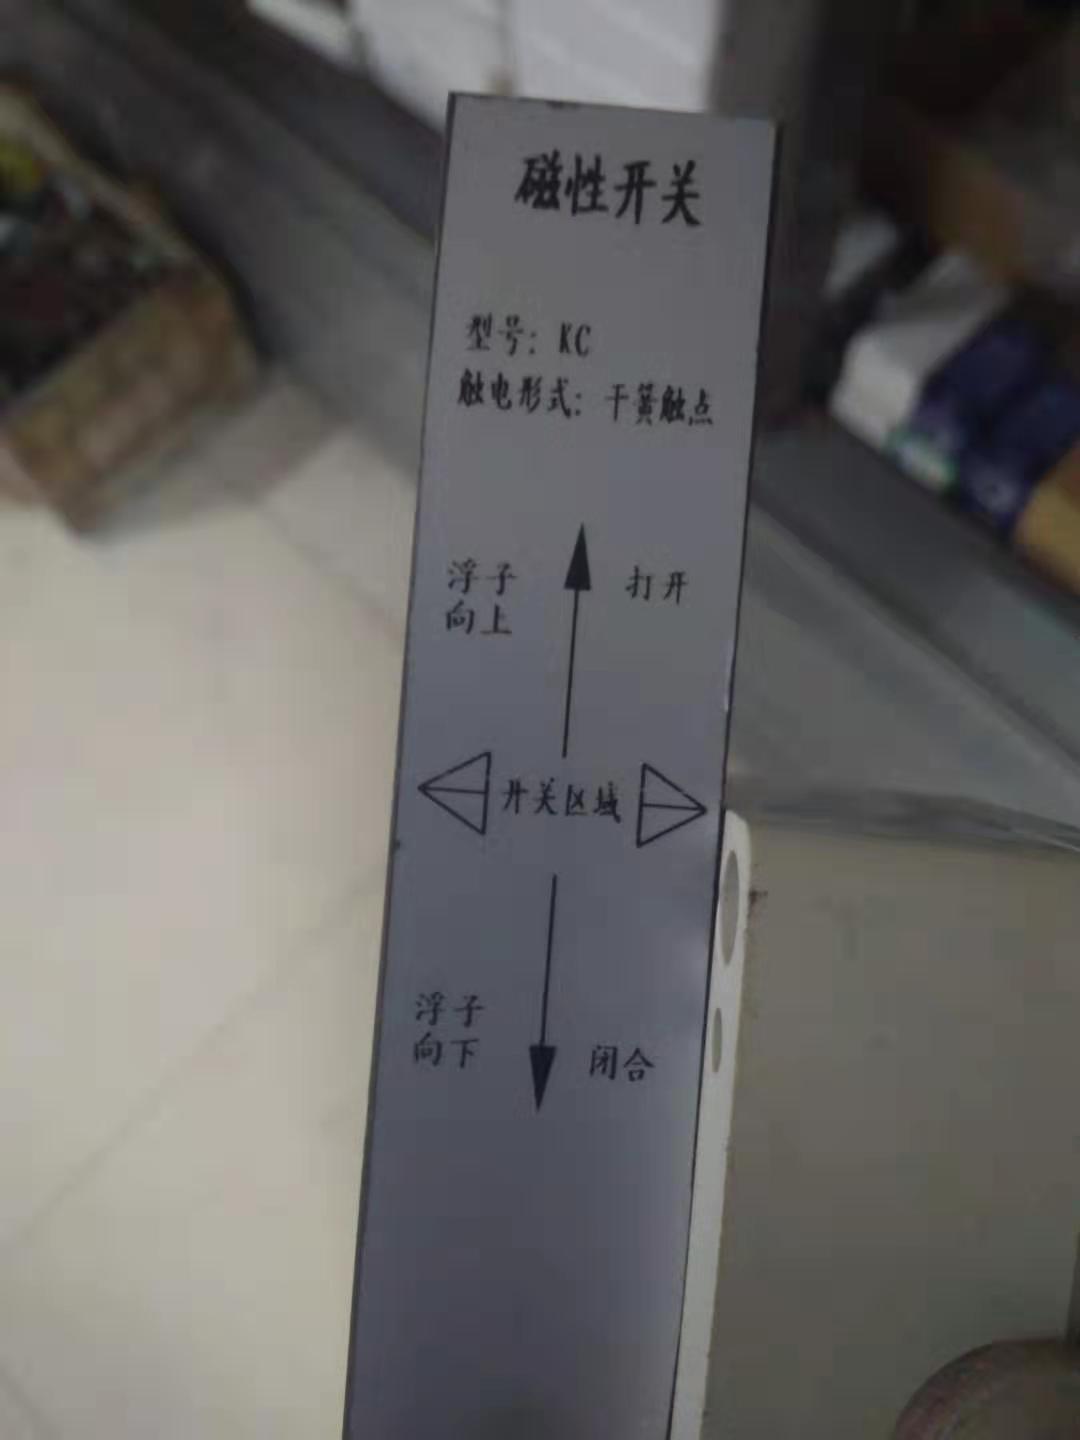 磁性开关
型号：KC
触电形式：干簧触点
浮子
向上
打开
开关区域
浮子
向下
闭合